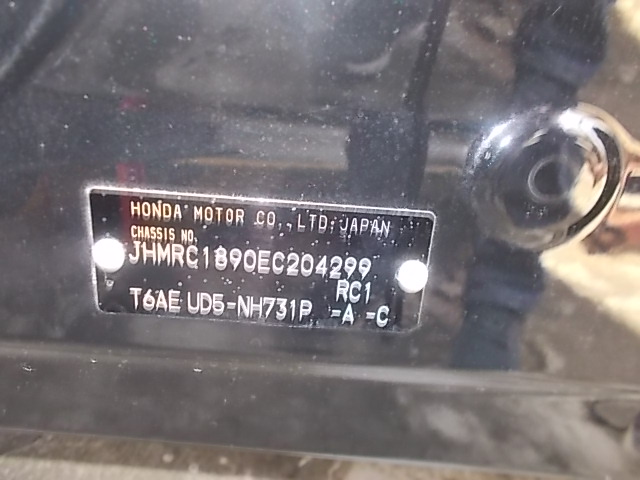 HONDA MOTOR CO.,LTD.JAPAN
CHASSIS NO.
JHMRC1890EC204299
RC1
T6AE UD5-NH731P =A =C